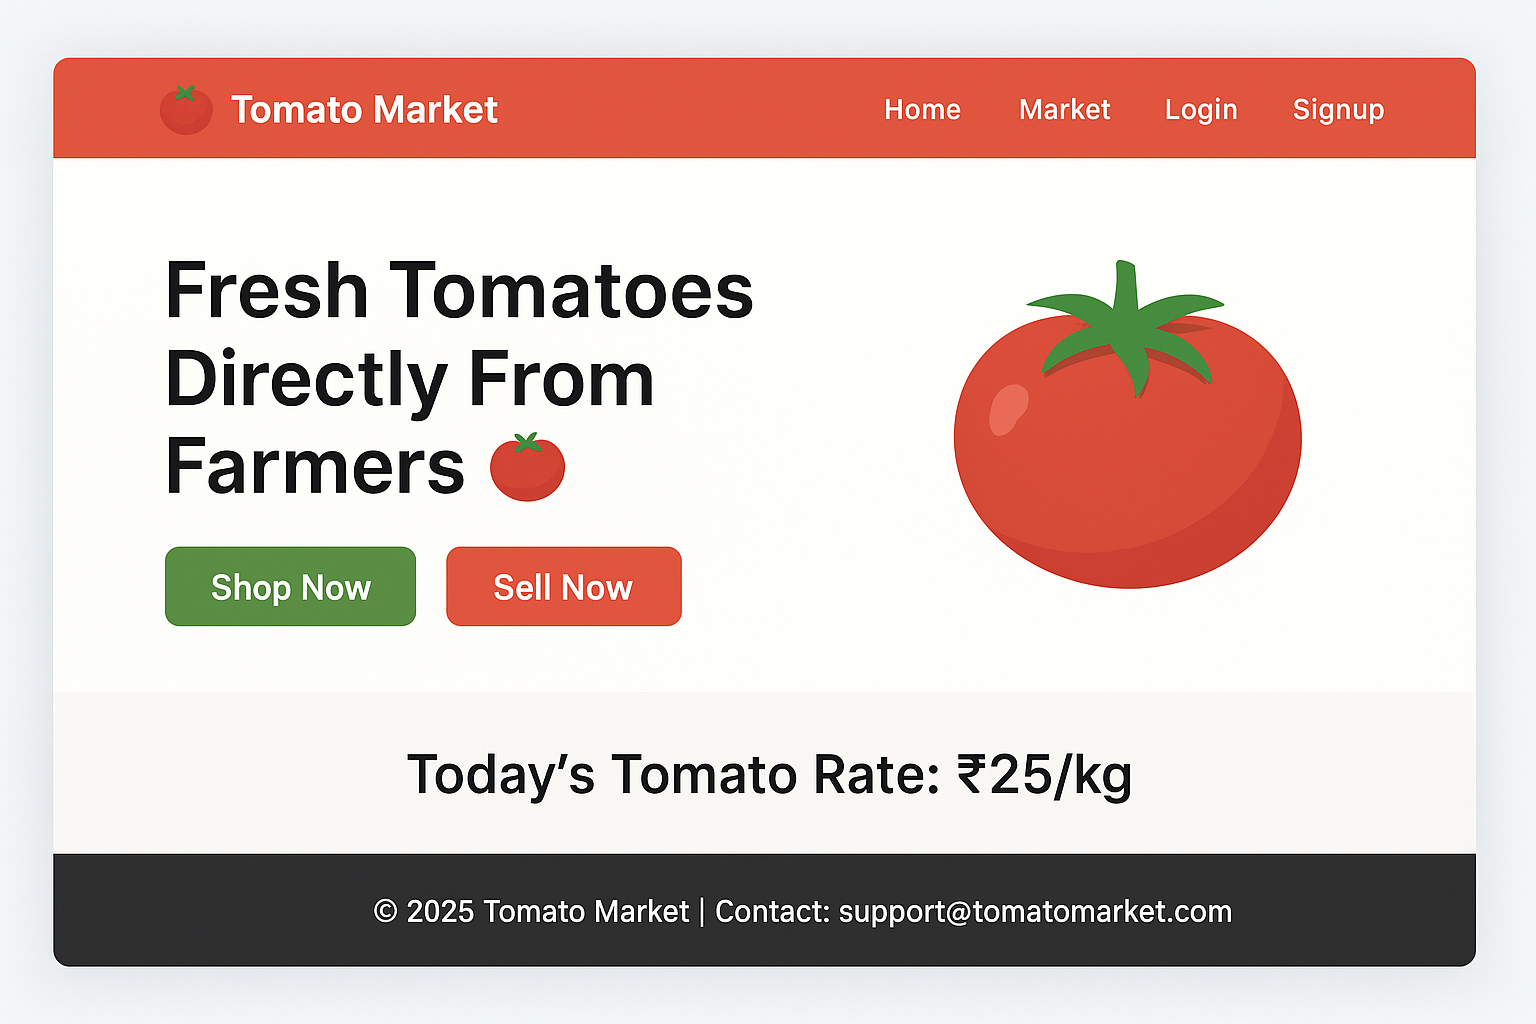 Tomato Market
Home Market Login Signup
Fresh Tomatoes
Directly From
Farmers
Shop Now Sell Now
Today’s Tomato Rate: ₹25/kg
© 2025 Tomato Market | Contact: support@tomatomarket.com